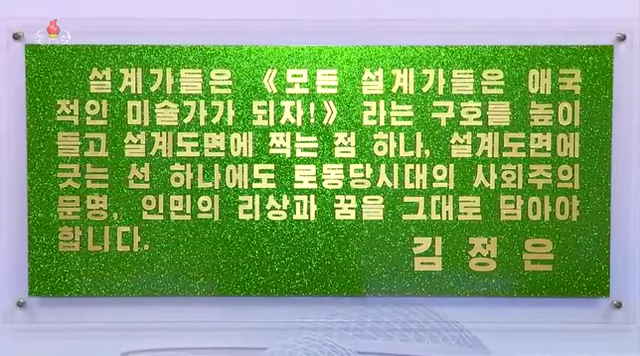 설계가들은 《모든 설계가들은 애국
적인 미술가가 되자!》 라는 구호를 높이
들고 설계도면에 찍는 점 하나, 설계도면에
긋는 선 하나에도 로동당시대의 사회주의
문명, 인민의 리상과 꿈을 그대로 담아야
합니다.
김정은